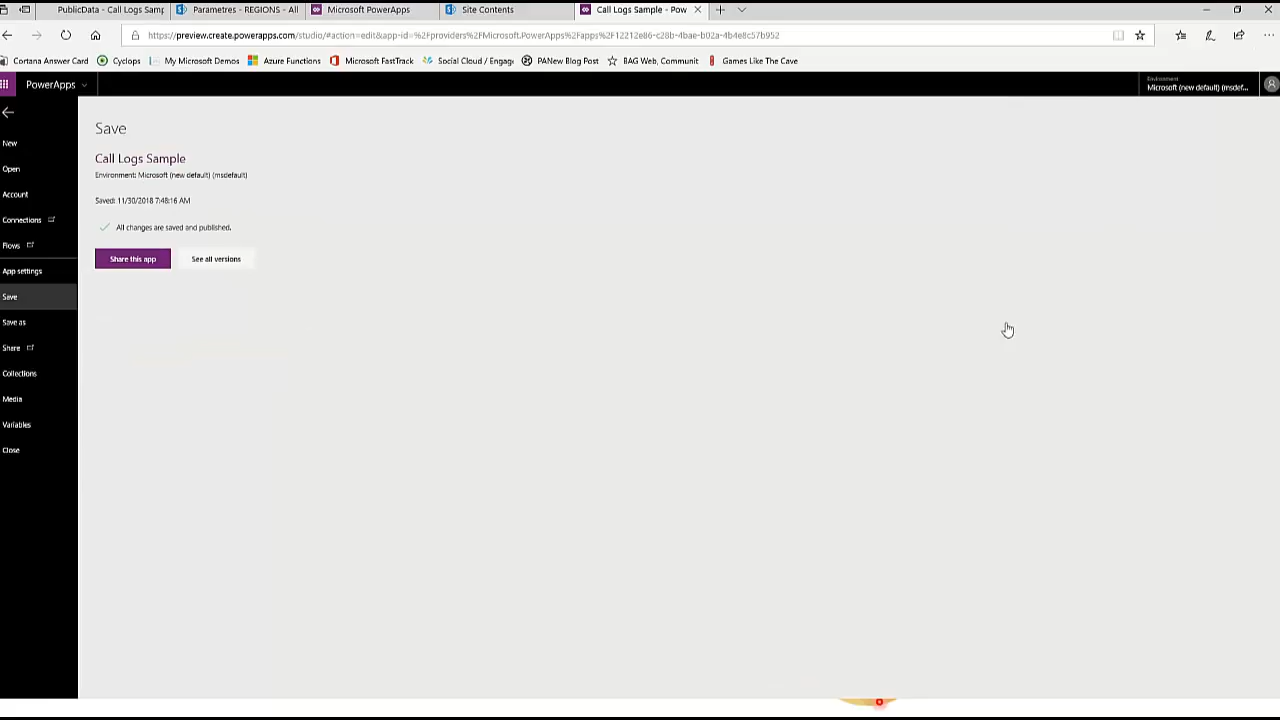 PublicData - Call Logs Samp
Parametres - REGIONS - All
Microsoft PowerApps
Site Contents
Call Logs Sample - Pow
https://preview.create.powerapps.com/studio/#action=edit&app-id=%2Fproviders%2FMicrosoft.PowerApps%2Fapps%2F12212e86-c28b-4bae-b02a-4b4e8c57b952
Cortana Answer Card
Cyclops
My Microsoft Demos
Azure Functions
Microsoft FastTrack
Social Cloud / Engag
PANew Blog Post
BAG Web, Communit
Games Like The Cave
PowerApps
Environment
Microsoft (new default) (msdef...
New
Open
Account
Connections
Flows
App settings
Save
Save as
Share
Collections
Media
Variables
Close
Save
Call Logs Sample
Environment: Microsoft (new default) (msdefault)
Saved: 11/30/2018 7:48:16 AM
All changes are saved and published.
Share this app
See all versions